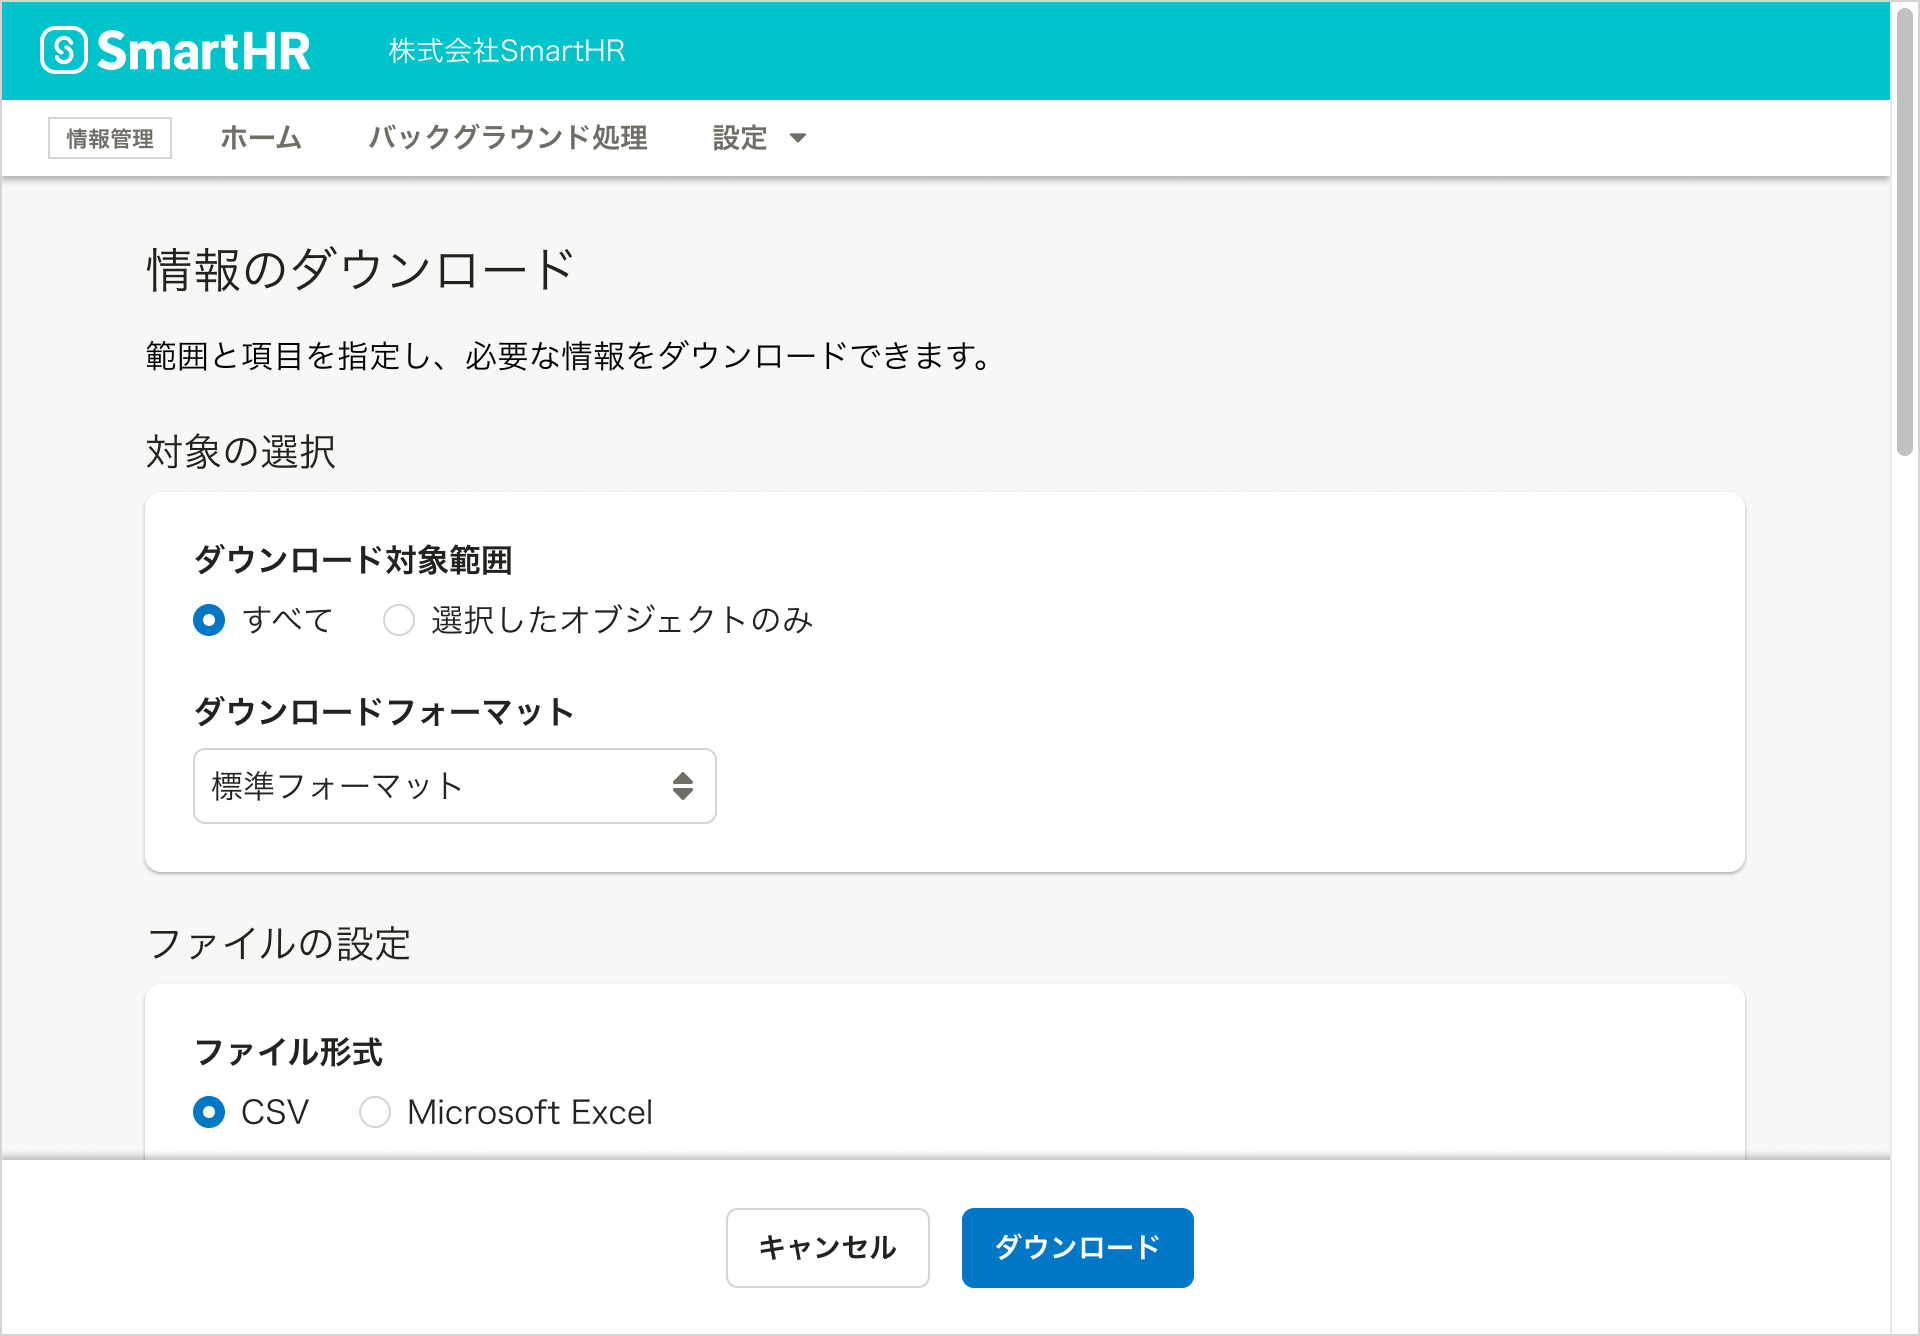 SmartHR 株式会社SmartHR
情報管理 ホーム バックグラウンド処理 設定
情報のダウンロード
範囲と項目を指定し、必要な情報をダウンロードできます。
対象の選択
ダウンロード対象範囲
すべて 選択したオブジェクトのみ
ダウンロードフォーマット
標準フォーマット
ファイルの設定
ファイル形式
CSV Microsoft Excel
キャンセル ダウンロード